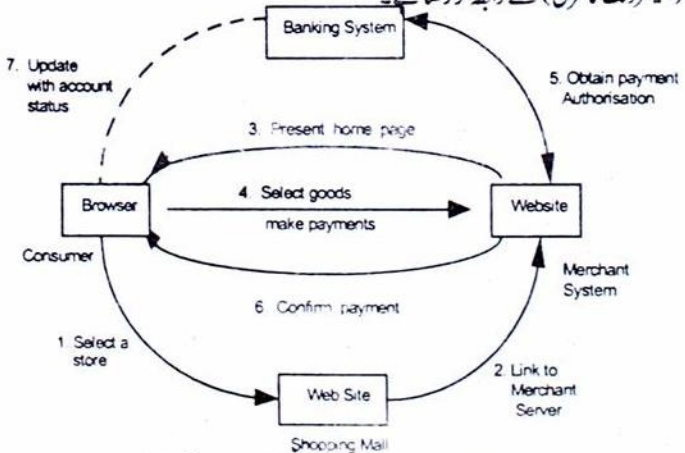 Banking System
7. Update
with account
status
5. Obtain payment
Authorisation
3. Present home page
Browser
4. Select goods
make payments
Website
Consumer
Merchant
System
6. Confirm payment
1. Select a
store
2. Link to
Merchant
Server
Web Site
Shopping Mall